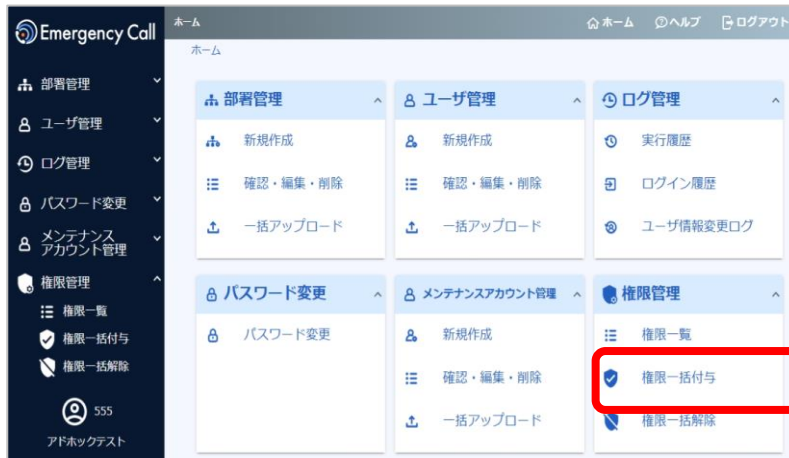 Emergency Call
ホーム
ホーム
ヘルプ
ログアウト
ホーム
部署管理
ユーザ管理
ログ管理
パスワード変更
メンテナンス
アカウント管理
権限管理
権限一覧
権限一括付与
権限一括解除
555
アドホックテスト
部署管理
新規作成
確認・編集・削除
一括アップロード
ユーザ管理
新規作成
確認・編集・削除
一括アップロード
ログ管理
実行履歴
ログイン履歴
ユーザ情報変更ログ
パスワード変更
パスワード変更
メンテナンスアカウント管理
新規作成
確認・編集・削除
一括アップロード
権限管理
権限一覧
権限一括付与
権限一括解除